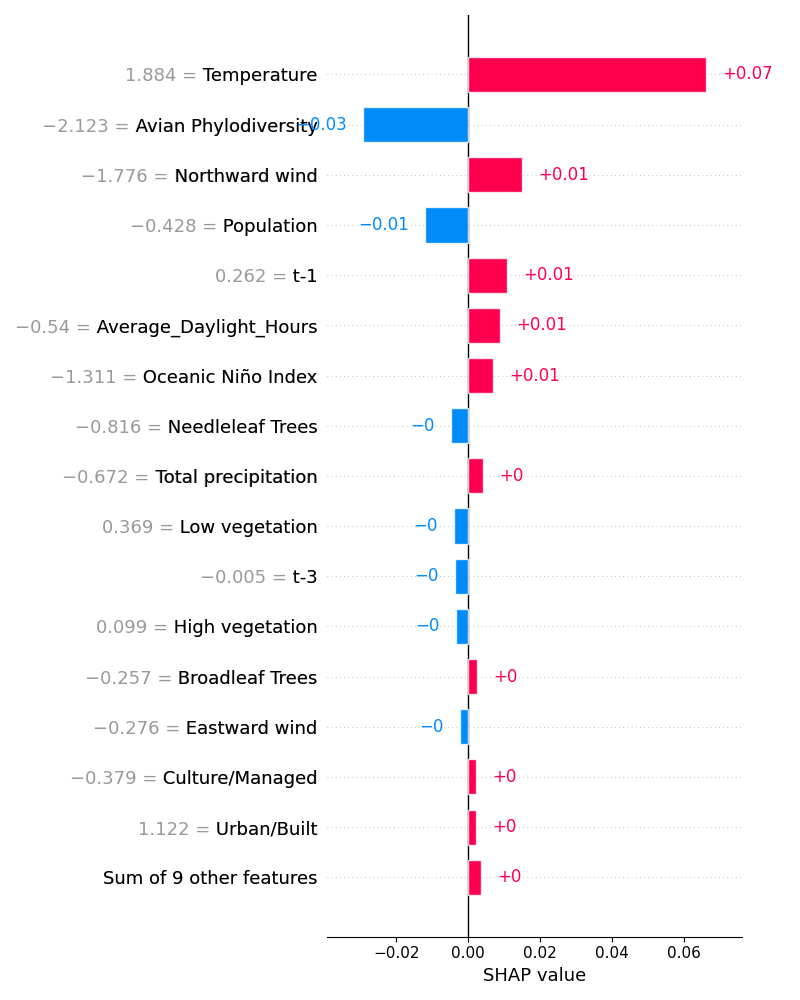 1.884 = Temperature +0.07
−2.123 = Avian Phylodiversity −0.03
−1.776 = Northward wind +0.01
−0.428 = Population −0.01
0.262 = t-1 +0.01
−0.54 = Average_Daylight_Hours +0.01
−1.311 = Oceanic Niño Index +0.01
−0.816 = Needleleaf Trees −0
−0.672 = Total precipitation +0
0.369 = Low vegetation −0
−0.005 = t-3 −0
0.099 = High vegetation −0
−0.257 = Broadleaf Trees +0
−0.276 = Eastward wind −0
−0.379 = Culture/Managed +0
1.122 = Urban/Built +0
Sum of 9 other features +0
−0.02 0.00 0.02 0.04 0.06
SHAP value